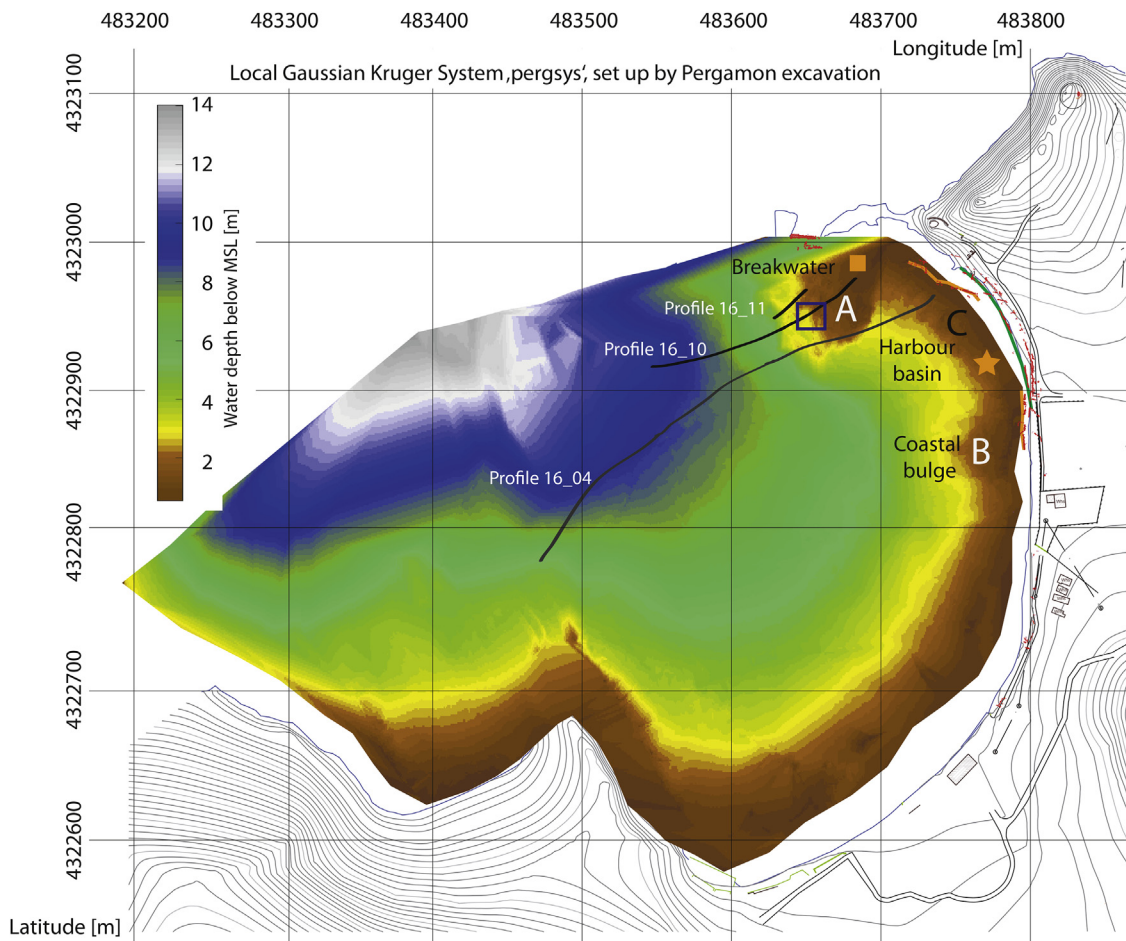 483200 483300 483400 483500 483600 483700 483800
Longitude [m]
Local Gaussian Kruger System ‚pergsys‘, set up by Pergamon excavation
4323100
14
12
10
8
6
4
2
Water depth below MSL [m]
4323000
Breakwater
Profile 16_11
A
C
Profile 16_10
Harbour
basin
4322900
Coastal
bulge
B
Profile 16_04
4322800
4322700
4322600
Latitude [m]